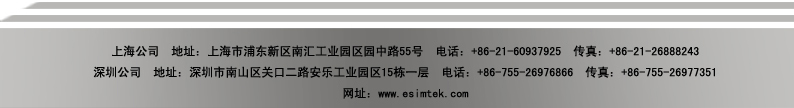 上海公司 地址：上海市浦东新区南汇工业园区园中路55号 电话：+86-21-60937925 传真：+86-21-26888243
深圳公司 地址：深圳市南山区关口二路安乐工业园区15栋一层 电话：+86-755-26976866 传真：+86-755-26977351
网址：www.esimtek.com